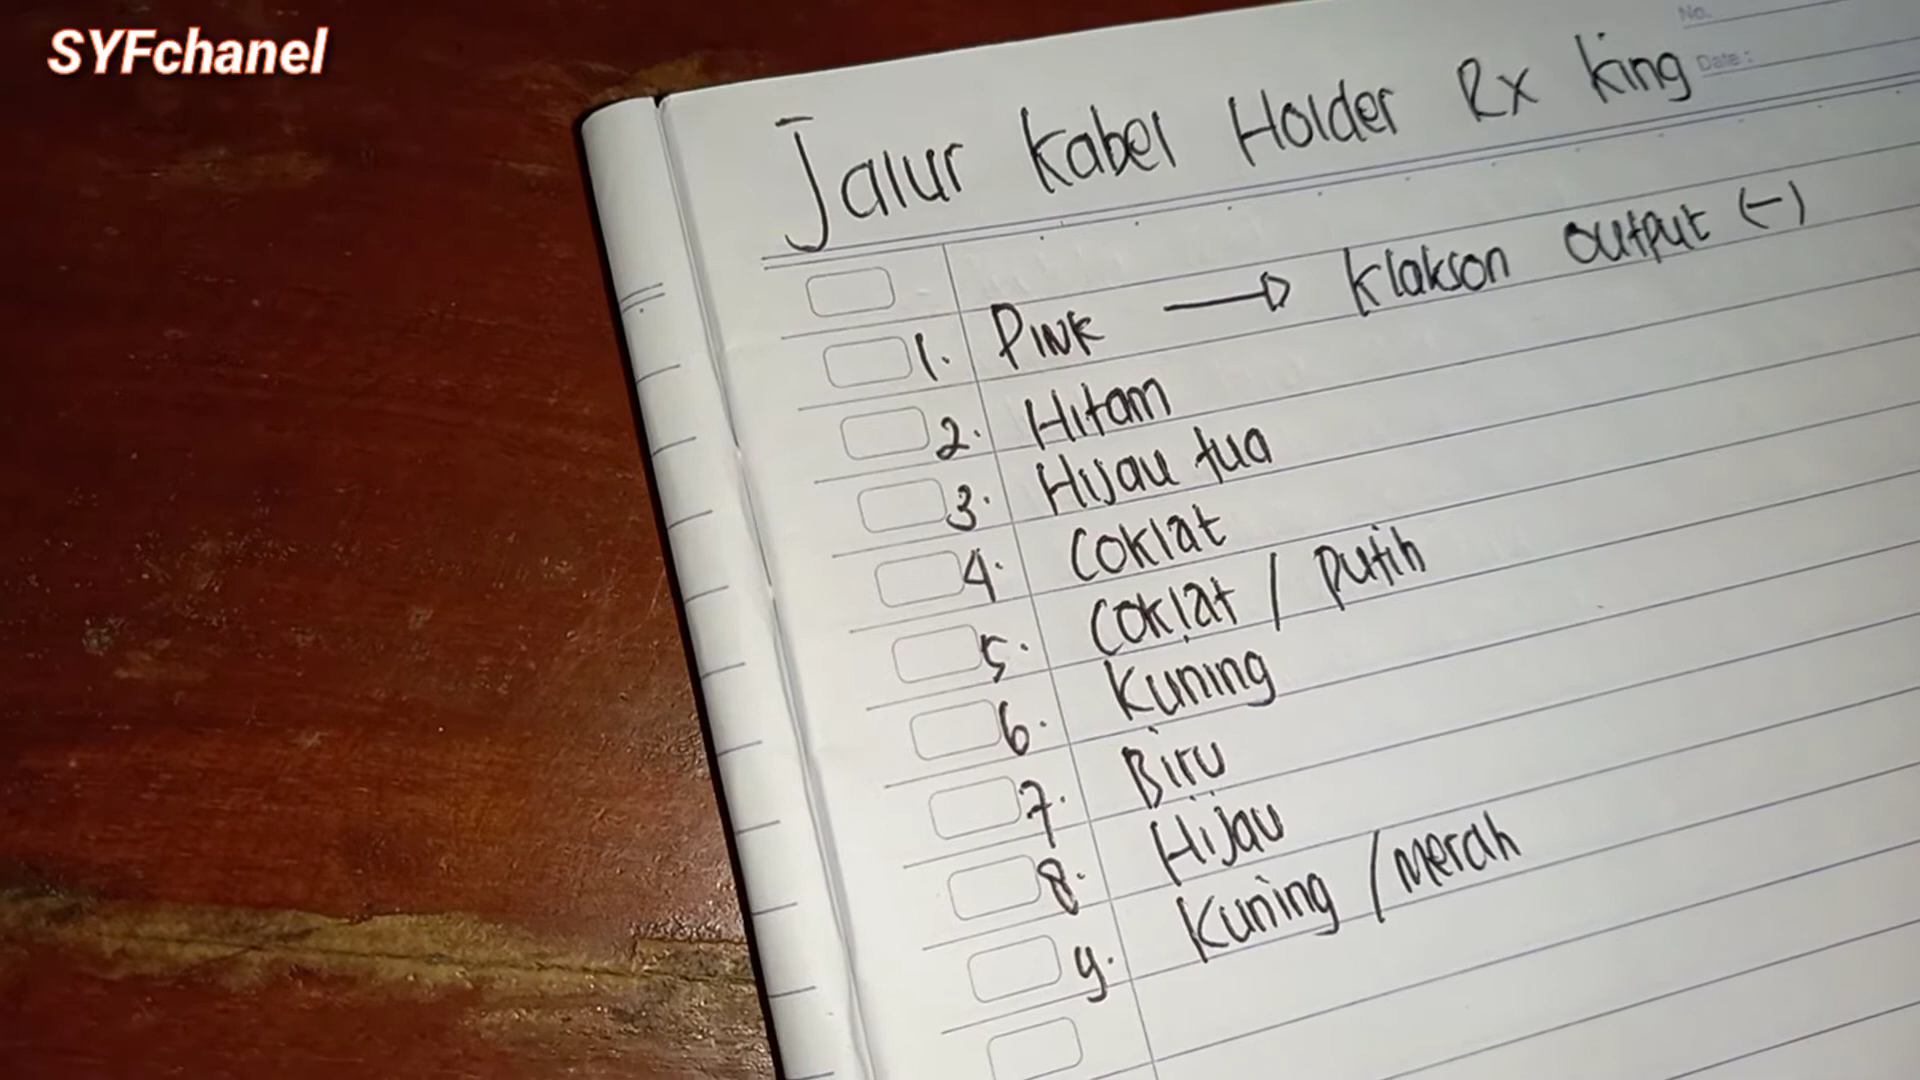 SYFchanel
No.
Date :
Jalur Kabel Holder Rx King
1. Pink → Klakson output (-)
2. Hitam
3. Hijau tua
4. Coklat
5. Coklat / putih
6. Kuning
7. Biru
8. Hijau
9. Kuning / Merah